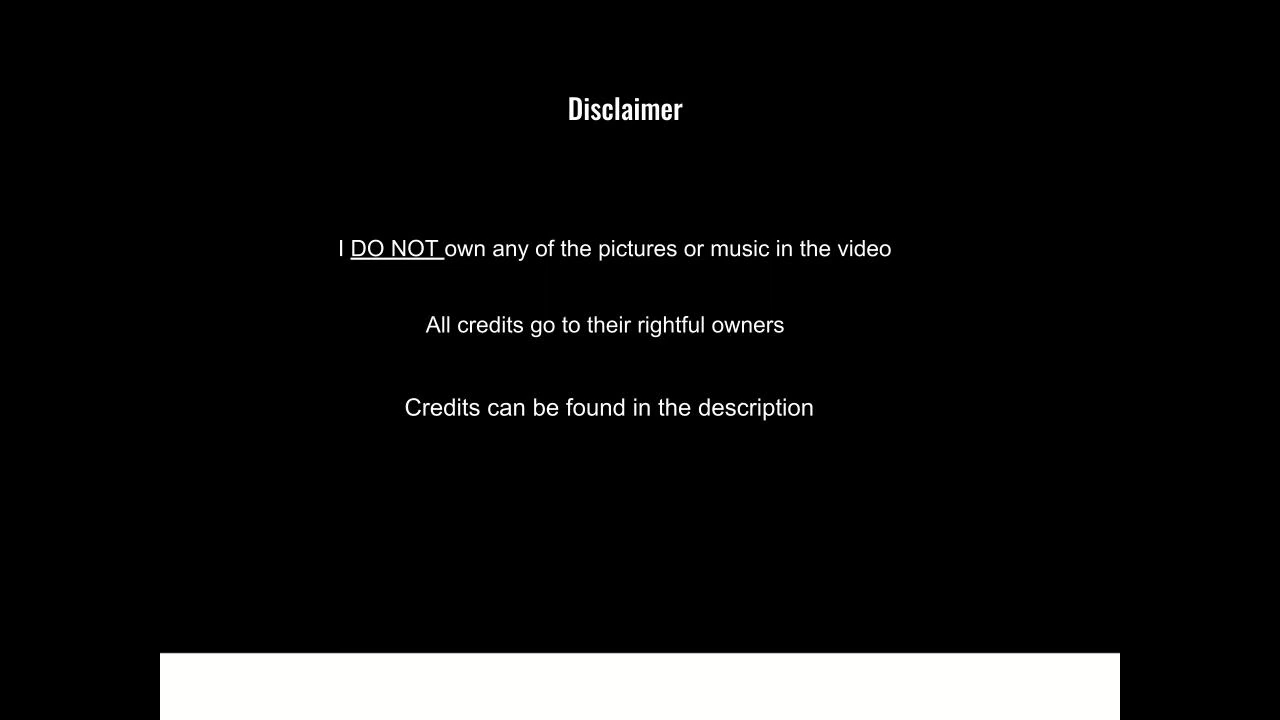 Disclaimer
I DO NOT own any of the pictures or music in the video
All credits go to their rightful owners
Credits can be found in the description